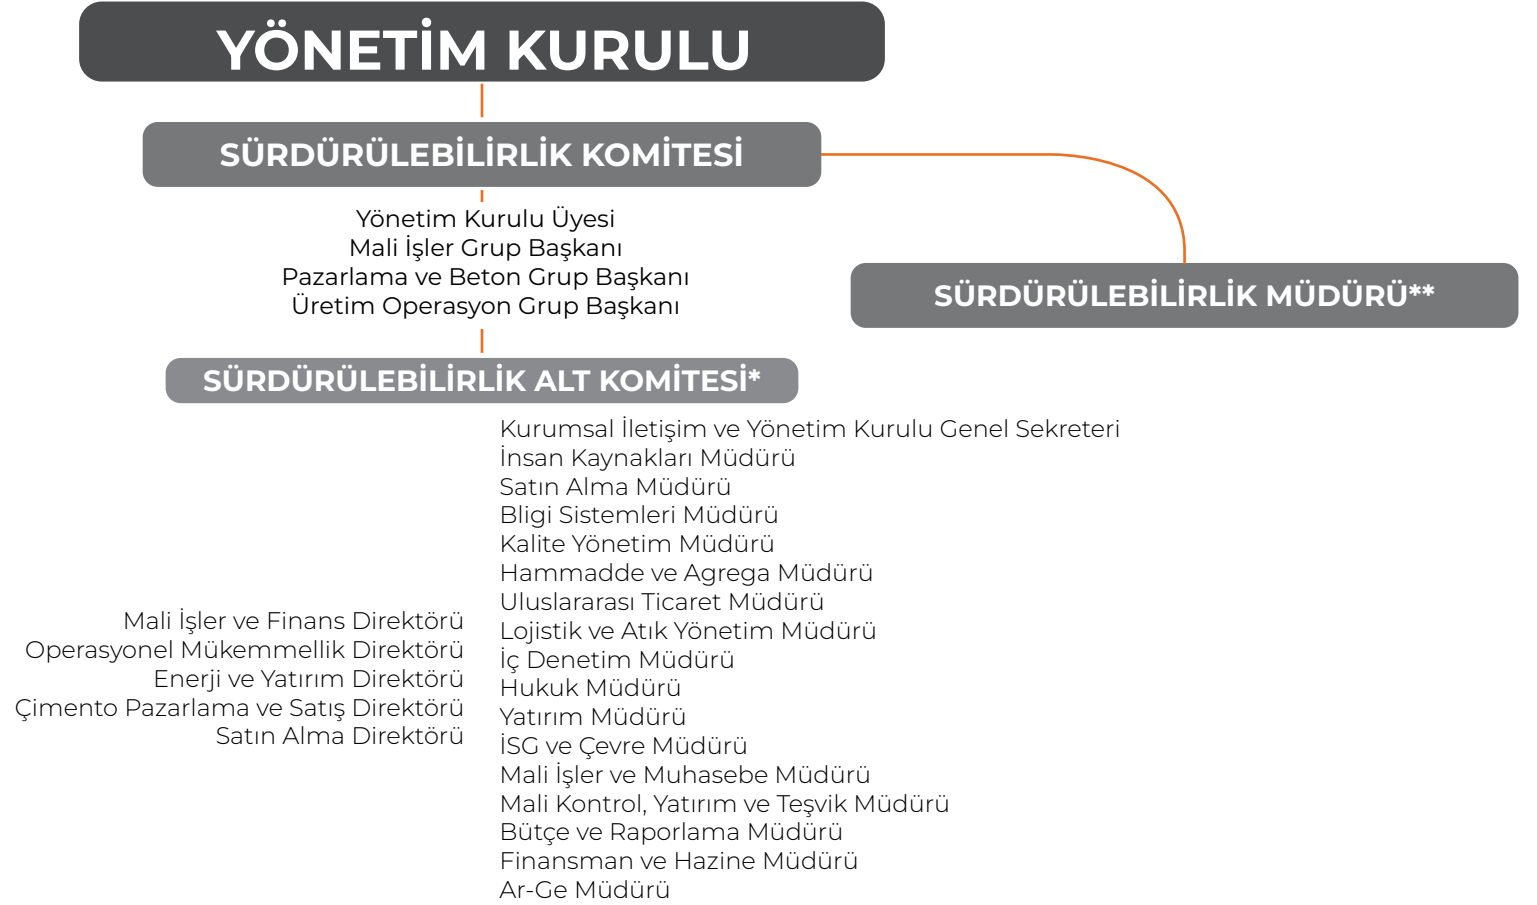 YÖNETİM KURULU
SÜRDÜRÜLEBİLİRLİK KOMİTESİ
Yönetim Kurulu Üyesi
Mali İşler Grup Başkanı
Pazarlama ve Beton Grup Başkanı
Üretim Operasyon Grup Başkanı
SÜRDÜRÜLEBİLİRLİK MÜDÜRÜ**
SÜRDÜRÜLEBİLİRLİK ALT KOMİTESİ*
Mali İşler ve Finans Direktörü
Operasyonel Mükemmellik Direktörü
Enerji ve Yatırım Direktörü
Çimento Pazarlama ve Satış Direktörü
Satın Alma Direktörü
Kurumsal İletişim ve Yönetim Kurulu Genel Sekreteri
İnsan Kaynakları Müdürü
Satın Alma Müdürü
Bligi Sistemleri Müdürü
Kalite Yönetim Müdürü
Hammadde ve Agrega Müdürü
Uluslararası Ticaret Müdürü
Lojistik ve Atık Yönetim Müdürü
İç Denetim Müdürü
Hukuk Müdürü
Yatırım Müdürü
İSG ve Çevre Müdürü
Mali İşler ve Muhasebe Müdürü
Mali Kontrol, Yatırım ve Teşvik Müdürü
Bütçe ve Raporlama Müdürü
Finansman ve Hazine Müdürü
Ar-Ge Müdürü